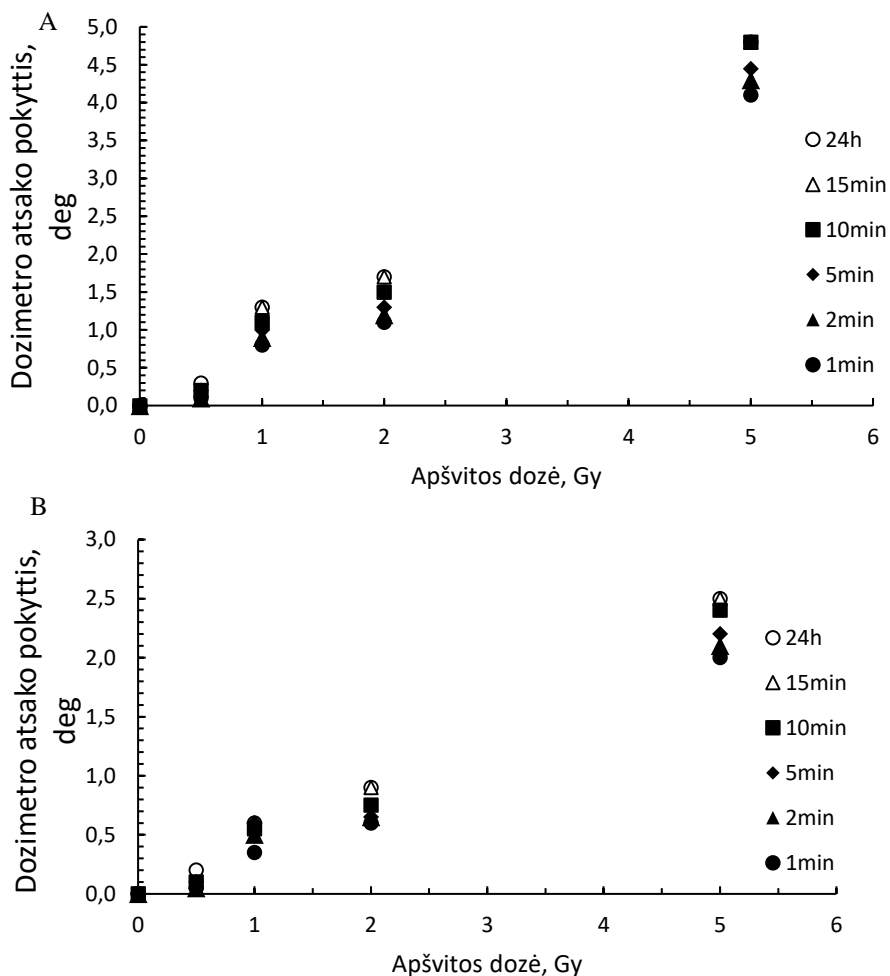 A
Dozimetro atsako pokyttis,
deg
5,0
4,5
4,0
3,5
3,0
2,5
2,0
1,5
1,0
0,5
0,0
0 1 2 3 4 5 6
Apšvitos dozė, Gy
24h
15min
10min
5min
2min
1min
B
Dozimetro atsako pokyttis,
deg
3,0
2,5
2,0
1,5
1,0
0,5
0,0
0 1 2 3 4 5 6
Apšvitos dozė, Gy
24h
15min
10min
5min
2min
1min